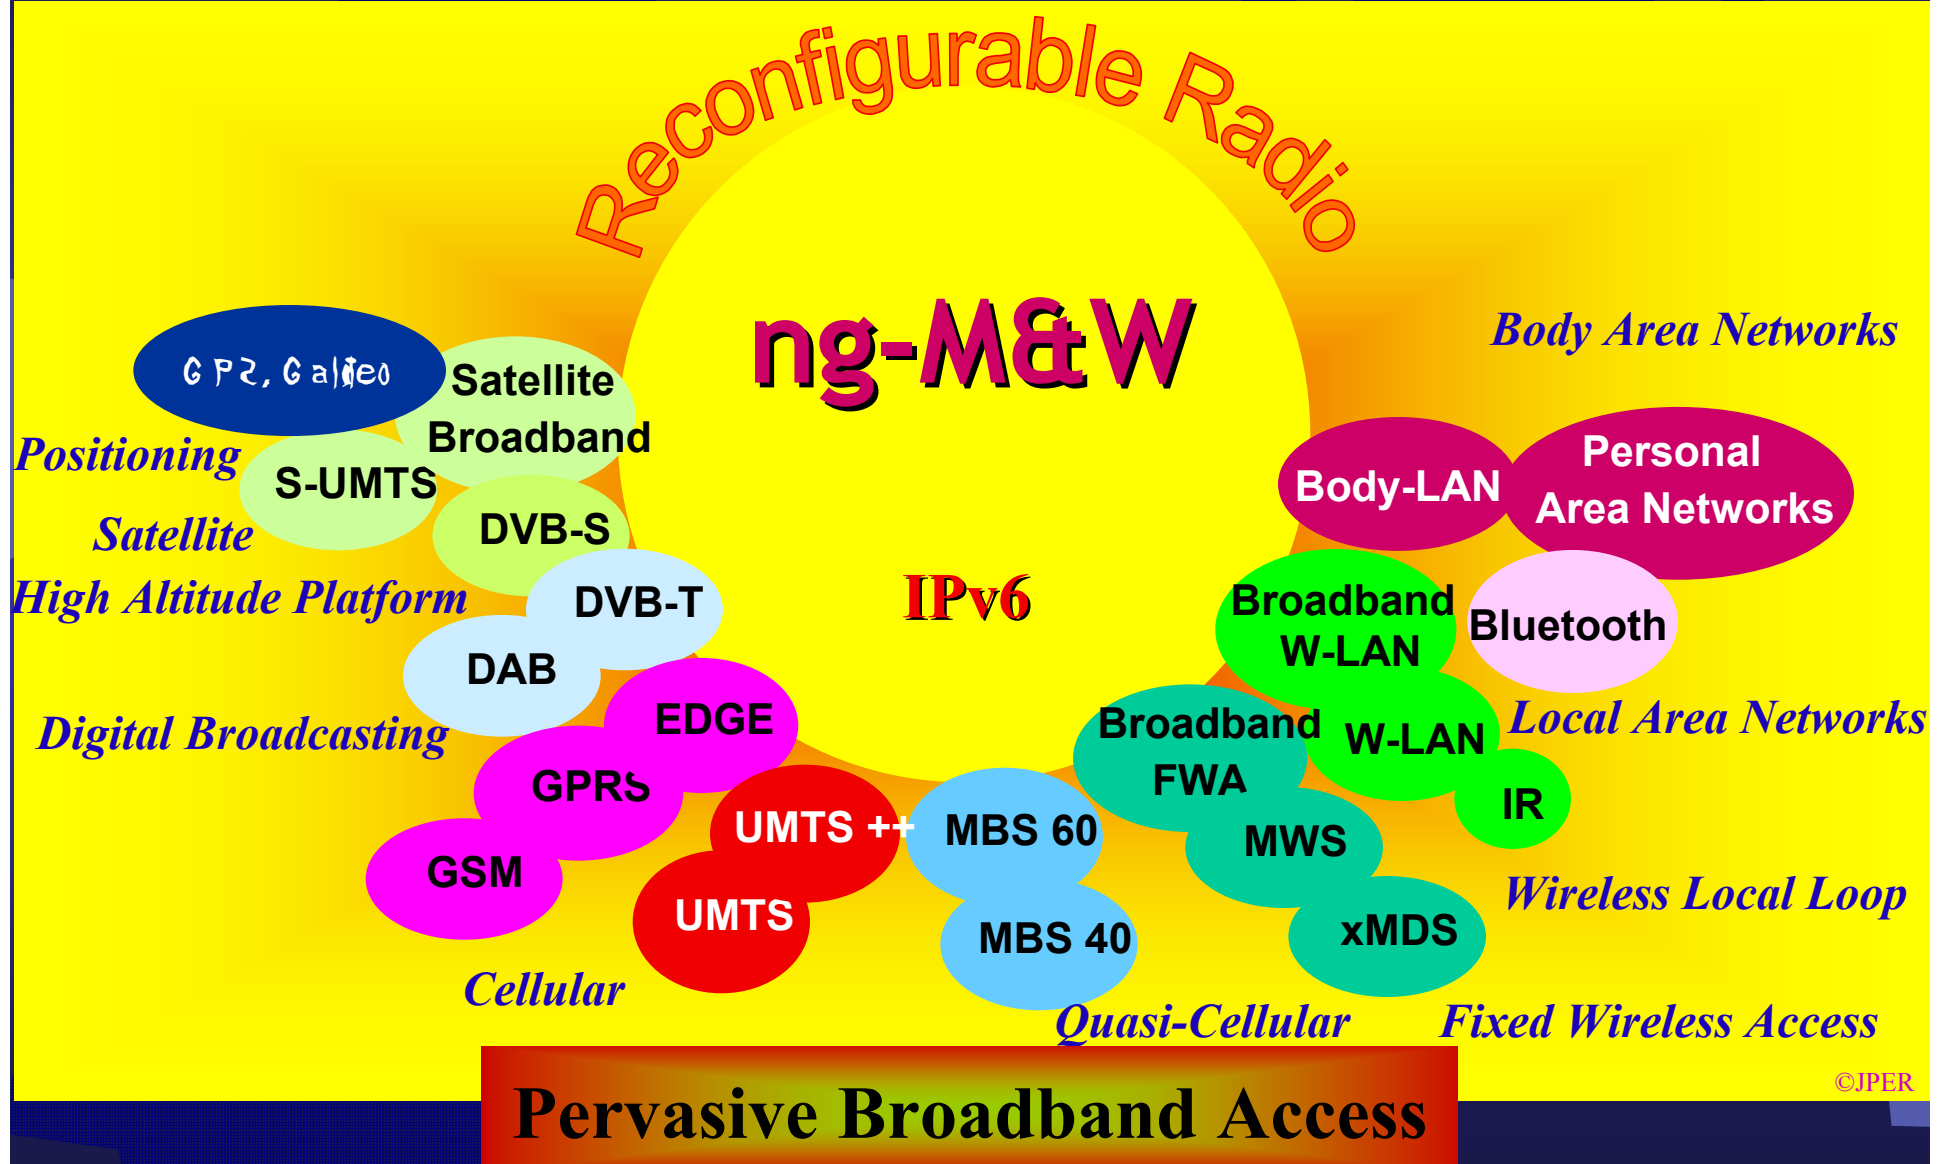 Reconfigurable Radio
ng-M&W
IPv6
GPS, Galileo
Satellite
Broadband
Positioning
S-UMTS
Satellite
DVB-S
High Altitude Platform
DVB-T
DAB
Digital Broadcasting
EDGE
GPRS
GSM
UMTS ++
UMTS
Cellular
MBS 60
MBS 40
Quasi-Cellular
Body Area Networks
Body-LAN
Personal
Area Networks
Broadband
W-LAN
Bluetooth
Local Area Networks
W-LAN
IR
Broadband
FWA
MWS
xMDS
Wireless Local Loop
Fixed Wireless Access
©JPER
Pervasive Broadband Access